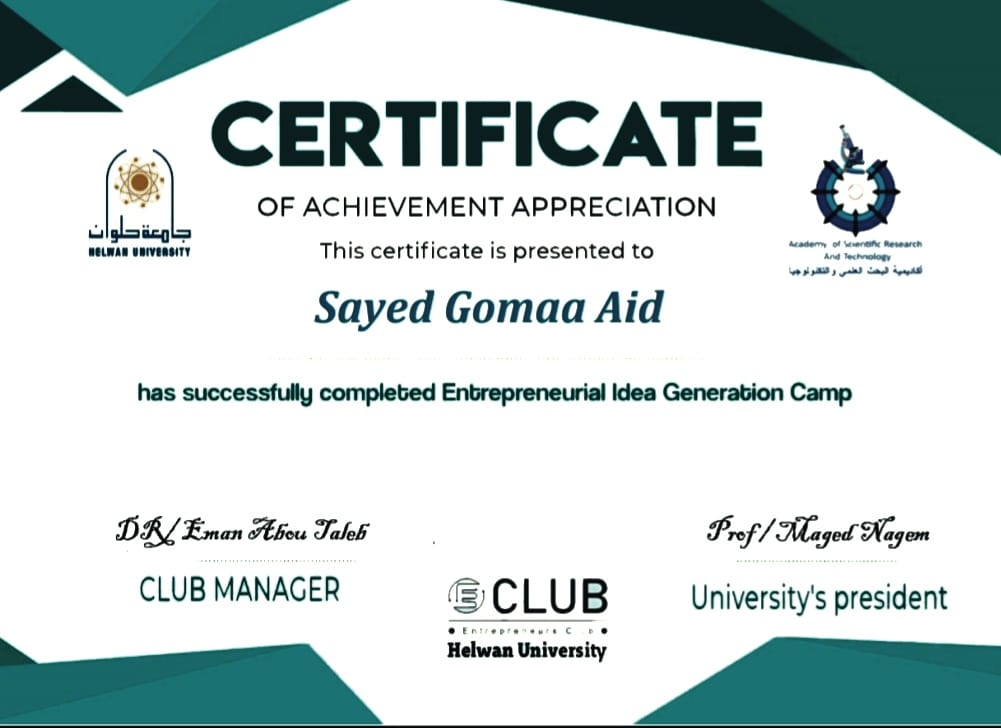 CERTIFICATE
OF ACHIEVEMENT APPRECIATION
This certificate is presented to
Sayed Gomaa Aid
has successfully completed Entrepreneurial Idea Generation Camp
جامعة حلوان
HELWAN UNIVERSITY
Academy of Scientific Research
And Technology
أكاديمية البحث العلمي و التكنولوجيا
DR/Eman Abou Taleb
CLUB MANAGER
Prof/Maged Nagem
University's president
E CLUB
Entrepreneurs
Helwan University